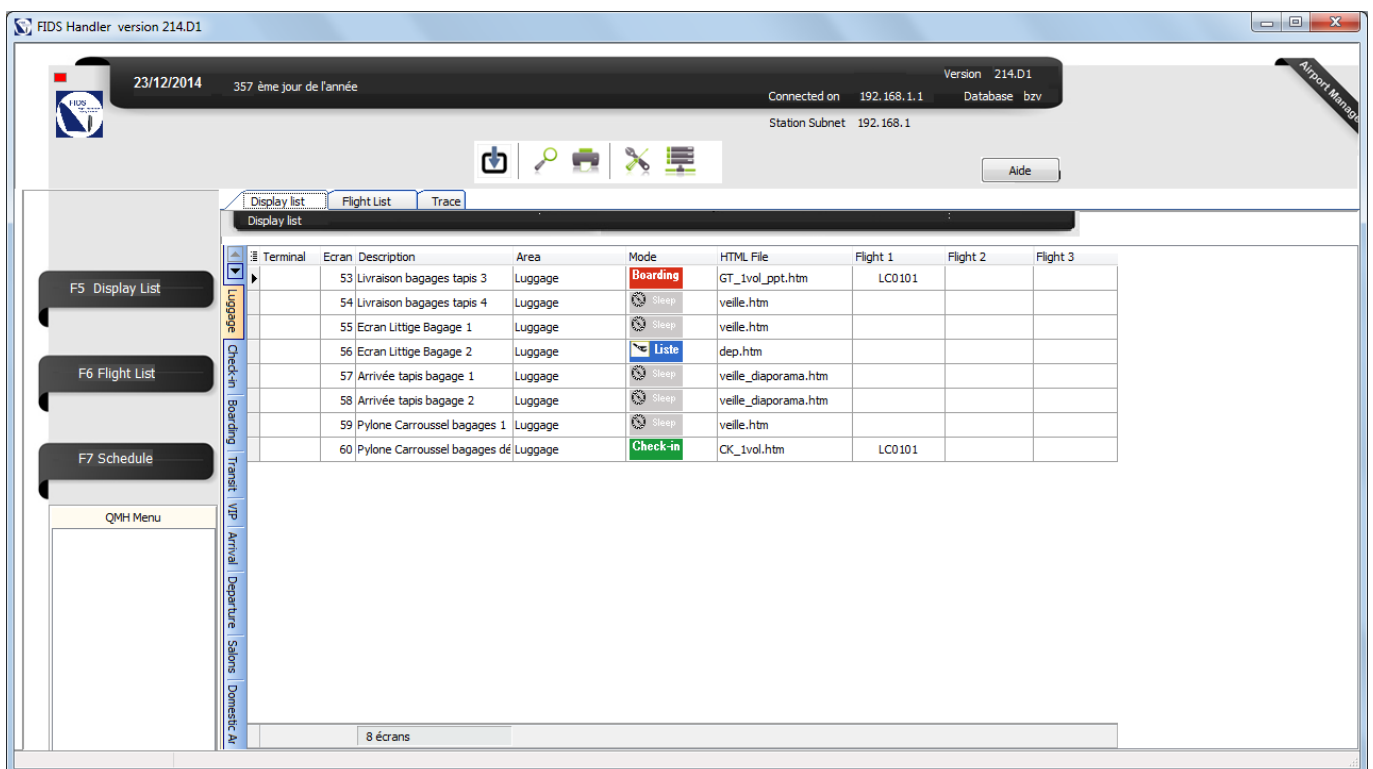 FIDS Handler version 214.D1
23/12/2014 357 ème jour de l'année
Version 214.D1
Connected on 192.168.1.1 Database bzv
Station Subnet 192.168.1
FIDS
Aide
Display list Flight List Trace
Display list
F5 Display List
F6 Flight List
F7 Schedule
QMH Menu
Luggage
Check-in
Boarding
Transit
VIP
Arrival
Departure
Salons
Domestic Ar
Terminal Ecran Description Area Mode HTML File Flight 1 Flight 2 Flight 3
53 Livraison bagages tapis 3 Luggage Boarding GT_1vol_ppt.htm LC0101
54 Livraison bagages tapis 4 Luggage Sleep veille.htm
55 Ecran Littige Bagage 1 Luggage Sleep veille.htm
56 Ecran Littige Bagage 2 Luggage Liste dep.htm
57 Arrivée tapis bagage 1 Luggage Sleep veille_diaporama.htm
58 Arrivée tapis bagage 2 Luggage Sleep veille_diaporama.htm
59 Pylone Carroussel bagages 1 Luggage Sleep veille.htm
60 Pylone Carroussel bagages dé Luggage Check-in CK_1vol.htm LC0101
8 écrans
Airport Manage